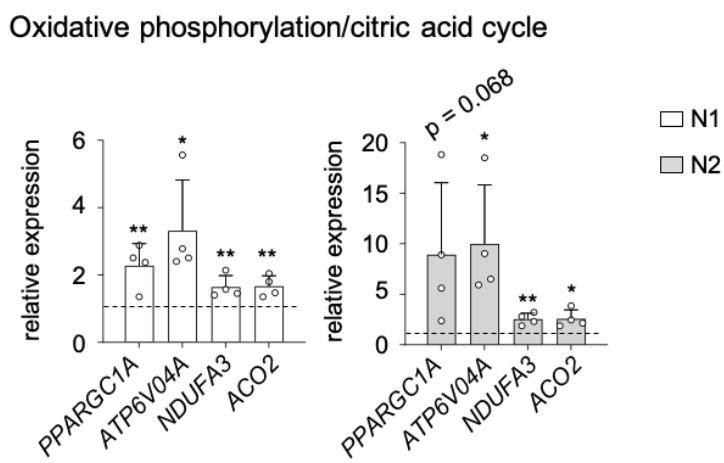 Oxidative phosphorylation/citric acid cycle
relative expression
6
4
2
0
**
*
**
**
PPARGC1A
ATP6V04A
NDUFA3
ACO2
relative expression
20
15
10
5
0
p = 0.068
*
**
*
PPARGC1A
ATP6V04A
NDUFA3
ACO2
N1
N2